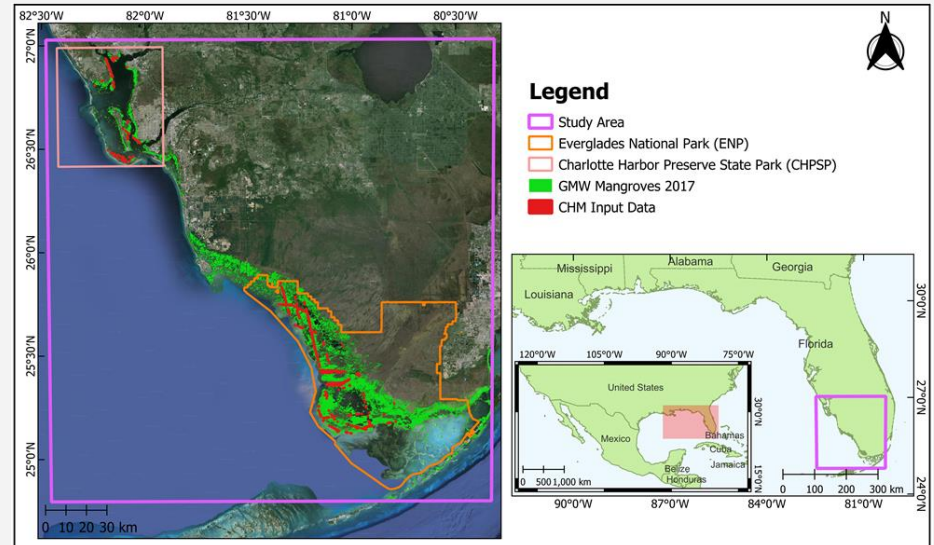 82°30'W 82°0'W 81°30'W 81°0'W 80°30'W
27°0'N
26°30'N
26°0'N
25°30'N
25°0'N
0 10 20 30 km
N
Legend
Study Area
Everglades National Park (ENP)
Charlotte Harbor Preserve State Park (CHPSP)
GMW Mangroves 2017
CHM Input Data
Mississippi Alabama Georgia
Louisiana
Florida
30°0'N
27°0'N
24°0'N
120°0'W 105°0'W 90°0'W 75°0'W
United States
30°0'N
Mexico
Bahamas
Cuba
Jamaica
Belize
Honduras
15°0'N
0 500 1,000 km
0 100 200 300 km
90°0'W 87°0'W 84°0'W 81°0'W